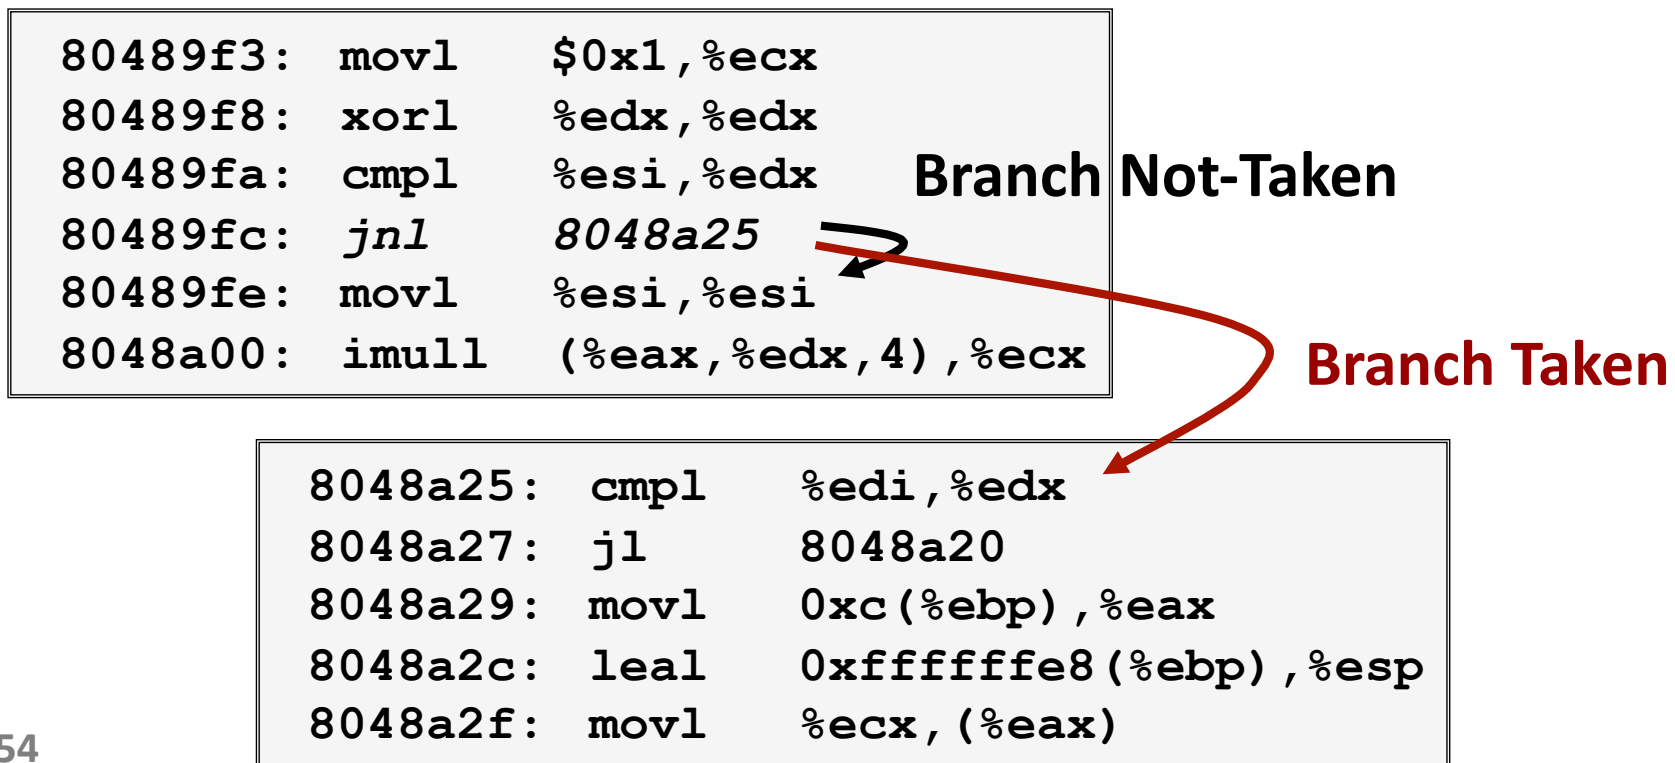 80489f3: movl $0x1,%ecx
80489f8: xorl %edx,%edx
80489fa: cmpl %esi,%edx
80489fc: jnl 8048a25
80489fe: movl %esi,%esi
8048a00: imull (%eax,%edx,4),%ecx
Branch Not-Taken
Branch Taken
8048a25: cmpl %edi,%edx
8048a27: jl 8048a20
8048a29: movl 0xc(%ebp),%eax
8048a2c: leal 0xffffffe8(%ebp),%esp
8048a2f: movl %ecx,(%eax)
54